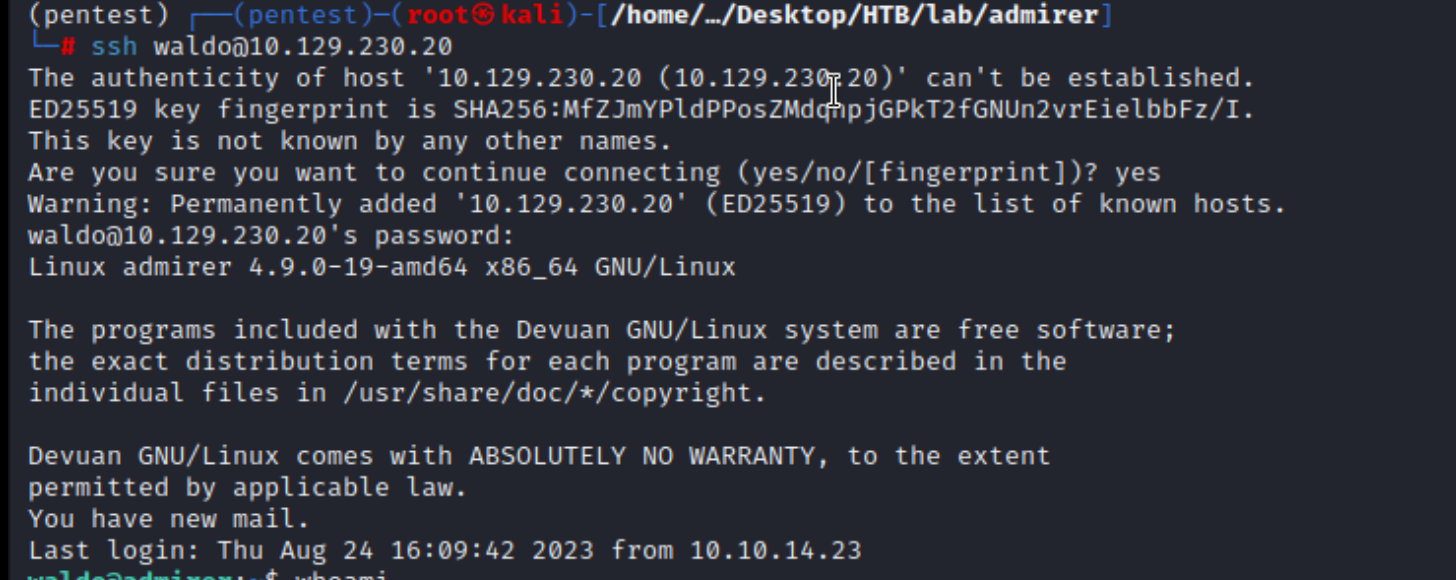 (pentest) ┌──(pentest)─(root㉿kali)-[/home/…/Desktop/HTB/lab/admirer]
└─# ssh waldo@10.129.230.20
The authenticity of host '10.129.230.20 (10.129.230.20)' can't be established.
ED25519 key fingerprint is SHA256:MfZJmYPldPPosZMdqhpjGPkT2fGNUn2vrEielbbFz/I.
This key is not known by any other names.
Are you sure you want to continue connecting (yes/no/[fingerprint])? yes
Warning: Permanently added '10.129.230.20' (ED25519) to the list of known hosts.
waldo@10.129.230.20's password:
Linux admirer 4.9.0-19-amd64 x86_64 GNU/Linux
The programs included with the Devuan GNU/Linux system are free software;
the exact distribution terms for each program are described in the
individual files in /usr/share/doc/*/copyright.
Devuan GNU/Linux comes with ABSOLUTELY NO WARRANTY, to the extent
permitted by applicable law.
You have new mail.
Last login: Thu Aug 24 16:09:42 2023 from 10.10.14.23
waldo@admirer:~$ whoami